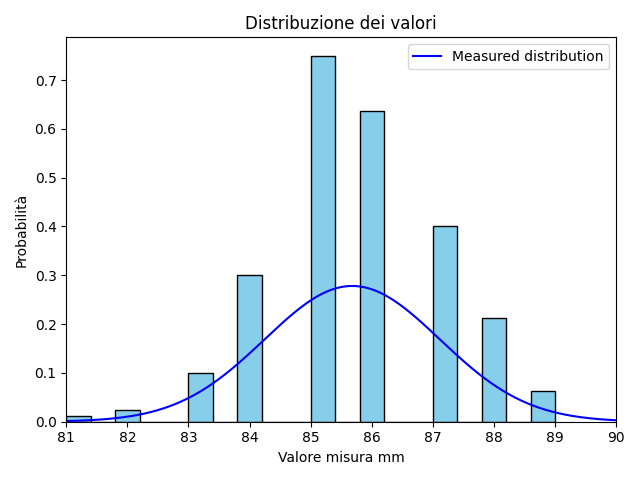 Distribuzione dei valori
Measured distribution
Probabilità
0.7
0.6
0.5
0.4
0.3
0.2
0.1
0.0
81 82 83 84 85 86 87 88 89 90
Valore misura mm